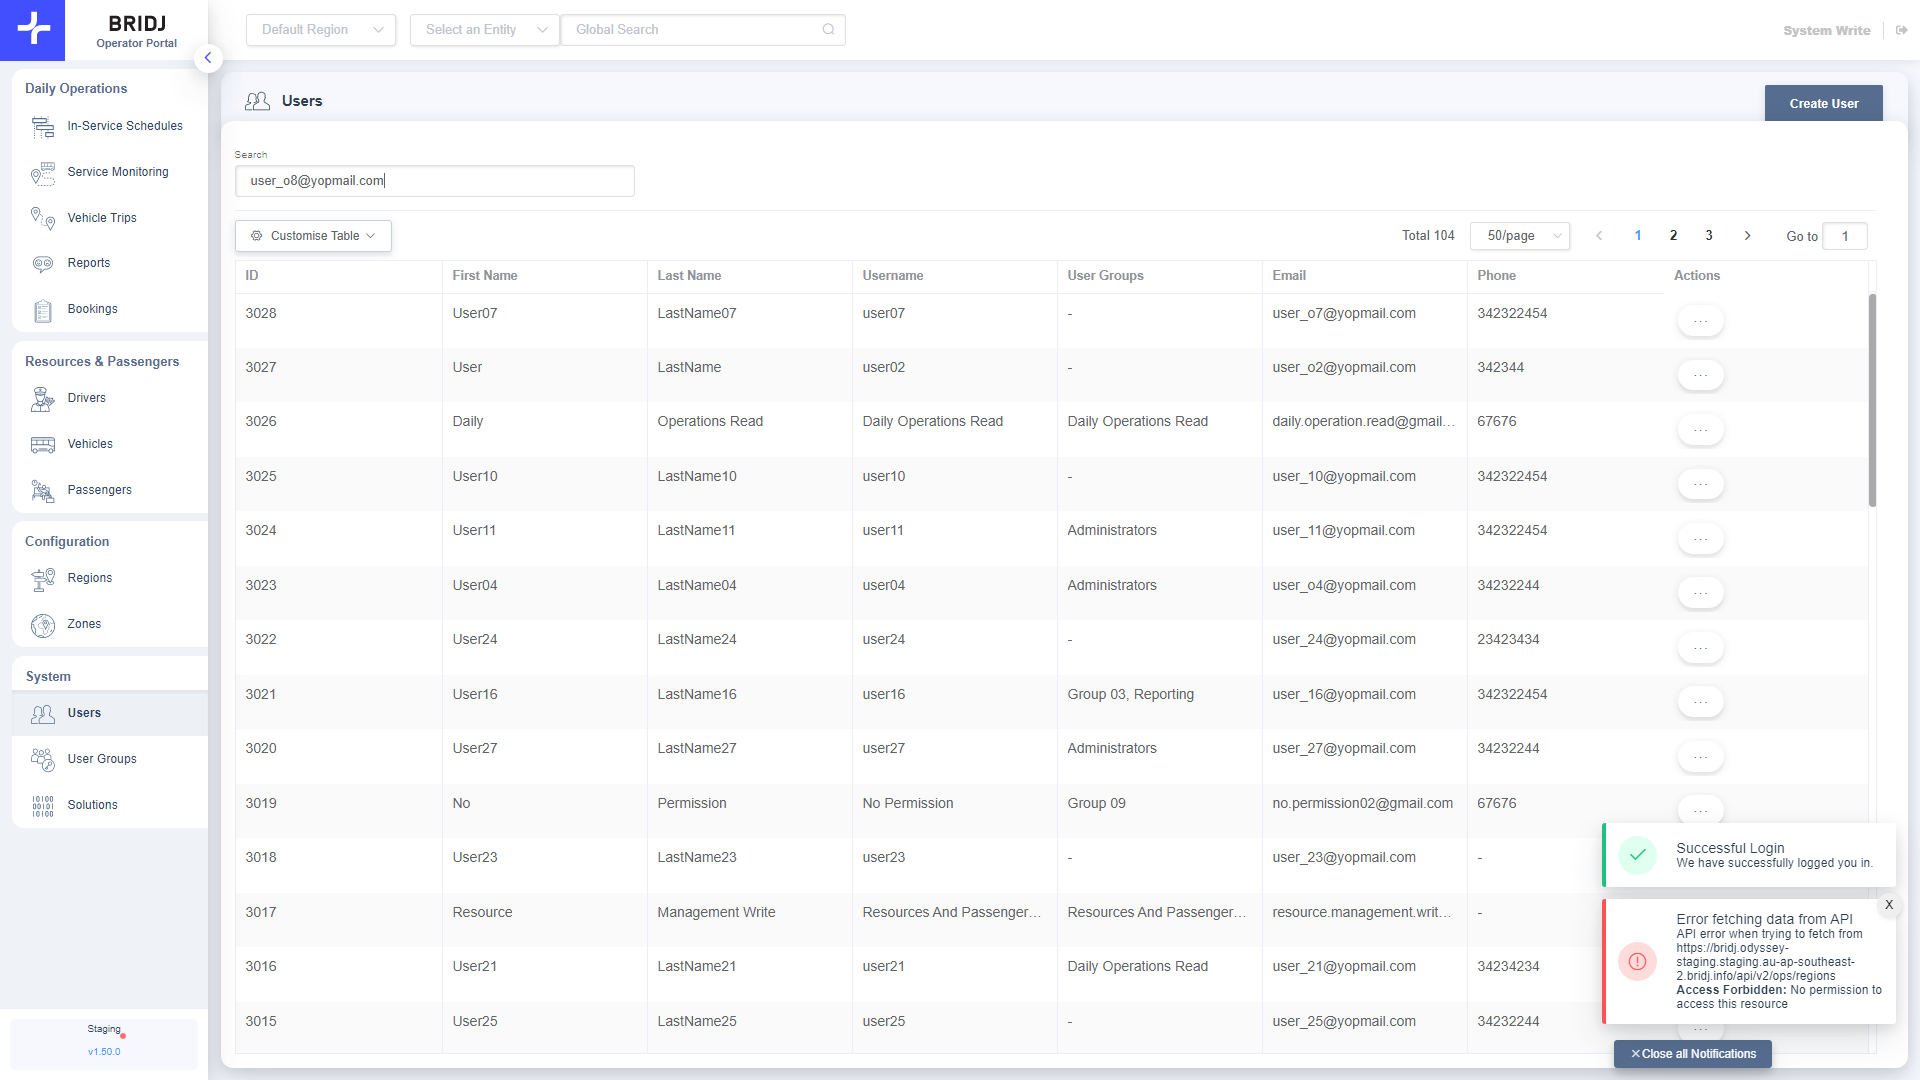 BRIDJ
Operator Portal
Default Region
Select an Entity
Global Search
System Write
Daily Operations
In-Service Schedules
Service Monitoring
Vehicle Trips
Reports
Bookings
Resources & Passengers
Drivers
Vehicles
Passengers
Configuration
Regions
Zones
System
Users
User Groups
10100
00101
10100
Solutions
Staging
v1.50.0
Users
Create User
Search
user_o8@yopmail.com
Customise Table
Total 104
50/page
1 2 3
Go to 1
ID First Name Last Name Username User Groups Email Phone Actions
3028 User07 LastName07 user07 - user_o7@yopmail.com 342322454 ...
3027 User LastName user02 - user_o2@yopmail.com 342344 ...
3026 Daily Operations Read Daily Operations Read Daily Operations Read daily.operation.read@gmail... 67676 ...
3025 User10 LastName10 user10 - user_10@yopmail.com 342322454 ...
3024 User11 LastName11 user11 Administrators user_11@yopmail.com 342322454 ...
3023 User04 LastName04 user04 Administrators user_o4@yopmail.com 34232244 ...
3022 User24 LastName24 user24 - user_24@yopmail.com 23423434 ...
3021 User16 LastName16 user16 Group 03, Reporting user_16@yopmail.com 342322454 ...
3020 User27 LastName27 user27 Administrators user_27@yopmail.com 34232244 ...
3019 No Permission No Permission Group 09 no.permission02@gmail.com 67676 ...
3018 User23 LastName23 user23 - user_23@yopmail.com -
3017 Resource Management Write Resources And Passenger... Resources And Passenger... resource.management.writ... -
3016 User21 LastName21 user21 Daily Operations Read user_21@yopmail.com 34234234
3015 User25 LastName25 user25 - user_25@yopmail.com 34232244 ...
Successful Login
We have successfully logged you in.
X
Error fetching data from API
API error when trying to fetch from
https://bridj.odyssey-
staging.staging.au-ap-southeast-
2.bridj.info/api/v2/ops/regions
Access Forbidden: No permission to
access this resource
✕Close all Notifications